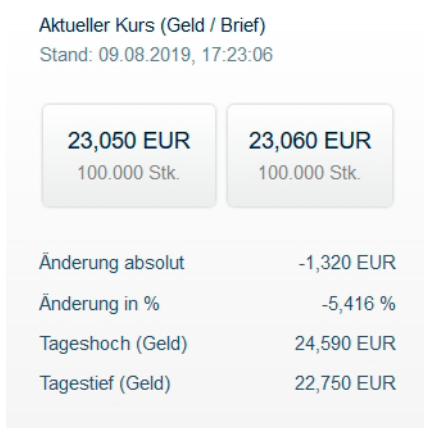 Aktueller Kurs (Geld / Brief)
Stand: 09.08.2019, 17:23:06
23,050 EUR 23,060 EUR
100.000 Stk. 100.000 Stk.
Änderung absolut -1,320 EUR
Änderung in % -5,416 %
Tageshoch (Geld) 24,590 EUR
Tagestief (Geld) 22,750 EUR